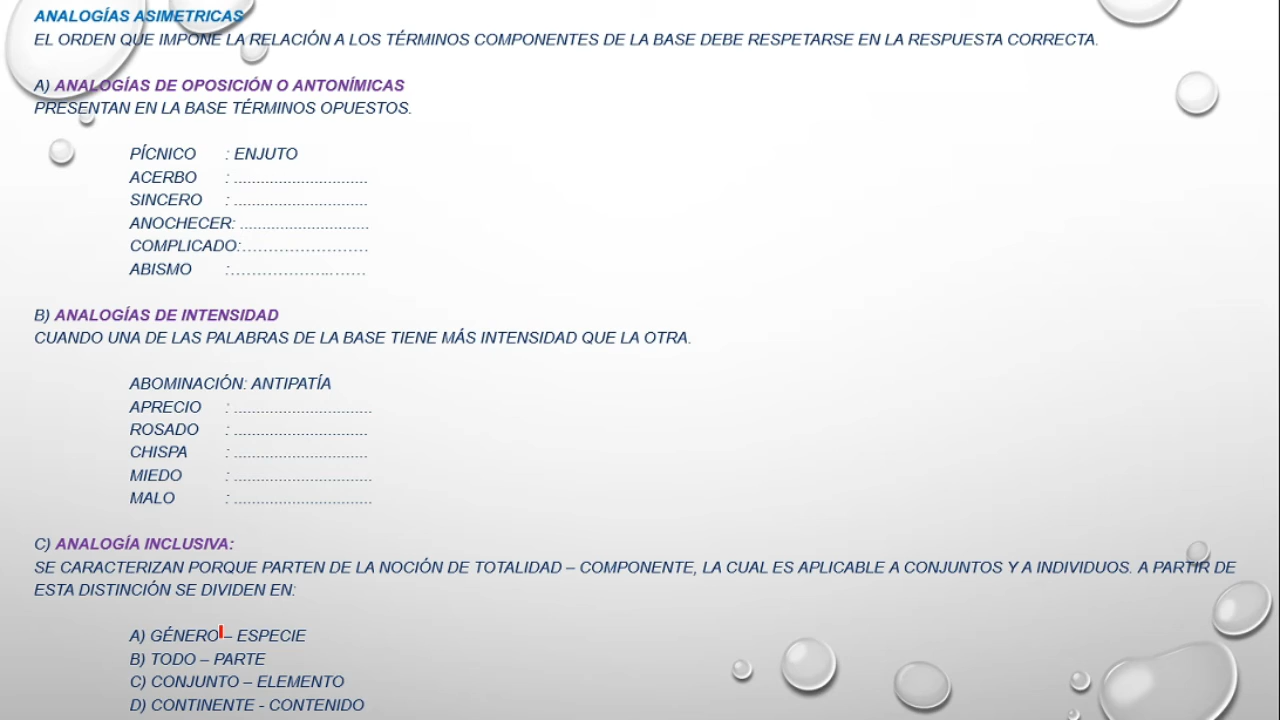 ANALOGÍAS ASIMETRICAS
EL ORDEN QUE IMPONE LA RELACIÓN A LOS TÉRMINOS COMPONENTES DE LA BASE DEBE RESPETARSE EN LA RESPUESTA CORRECTA.
A) ANALOGÍAS DE OPOSICIÓN O ANTONÍMICAS
PRESENTAN EN LA BASE TÉRMINOS OPUESTOS.
PÍCNICO : ENJUTO
ACERBO : ..............................
SINCERO : ..............................
ANOCHECER: .............................
COMPLICADO:......................
ABISMO :.......................
B) ANALOGÍAS DE INTENSIDAD
CUANDO UNA DE LAS PALABRAS DE LA BASE TIENE MÁS INTENSIDAD QUE LA OTRA.
ABOMINACIÓN: ANTIPATÍA
APRECIO : ...............................
ROSADO : ..............................
CHISPA : ..............................
MIEDO : ...............................
MALO : ...............................
C) ANALOGÍA INCLUSIVA:
SE CARACTERIZAN PORQUE PARTEN DE LA NOCIÓN DE TOTALIDAD – COMPONENTE, LA CUAL ES APLICABLE A CONJUNTOS Y A INDIVIDUOS. A PARTIR DE
ESTA DISTINCIÓN SE DIVIDEN EN:
A) GÉNERO – ESPECIE
B) TODO – PARTE
C) CONJUNTO – ELEMENTO
D) CONTINENTE - CONTENIDO